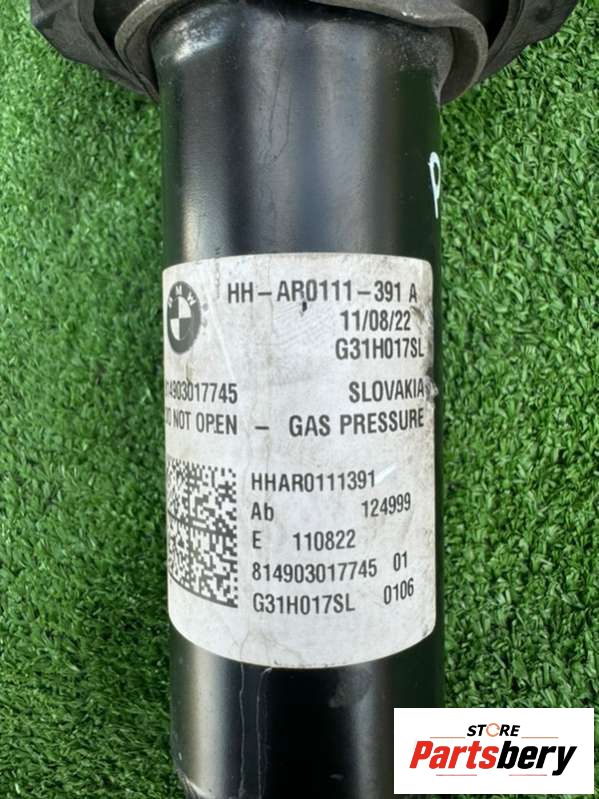 BMW
HH-AR0111-391 A
11/08/22
G31H017SL
814903017745 SLOVAKIA
DO NOT OPEN - GAS PRESSURE
HHAR0111391
Ab 124999
E 110822
814903017745 01
G31H017SL 0106
P
STORE
Partsbery